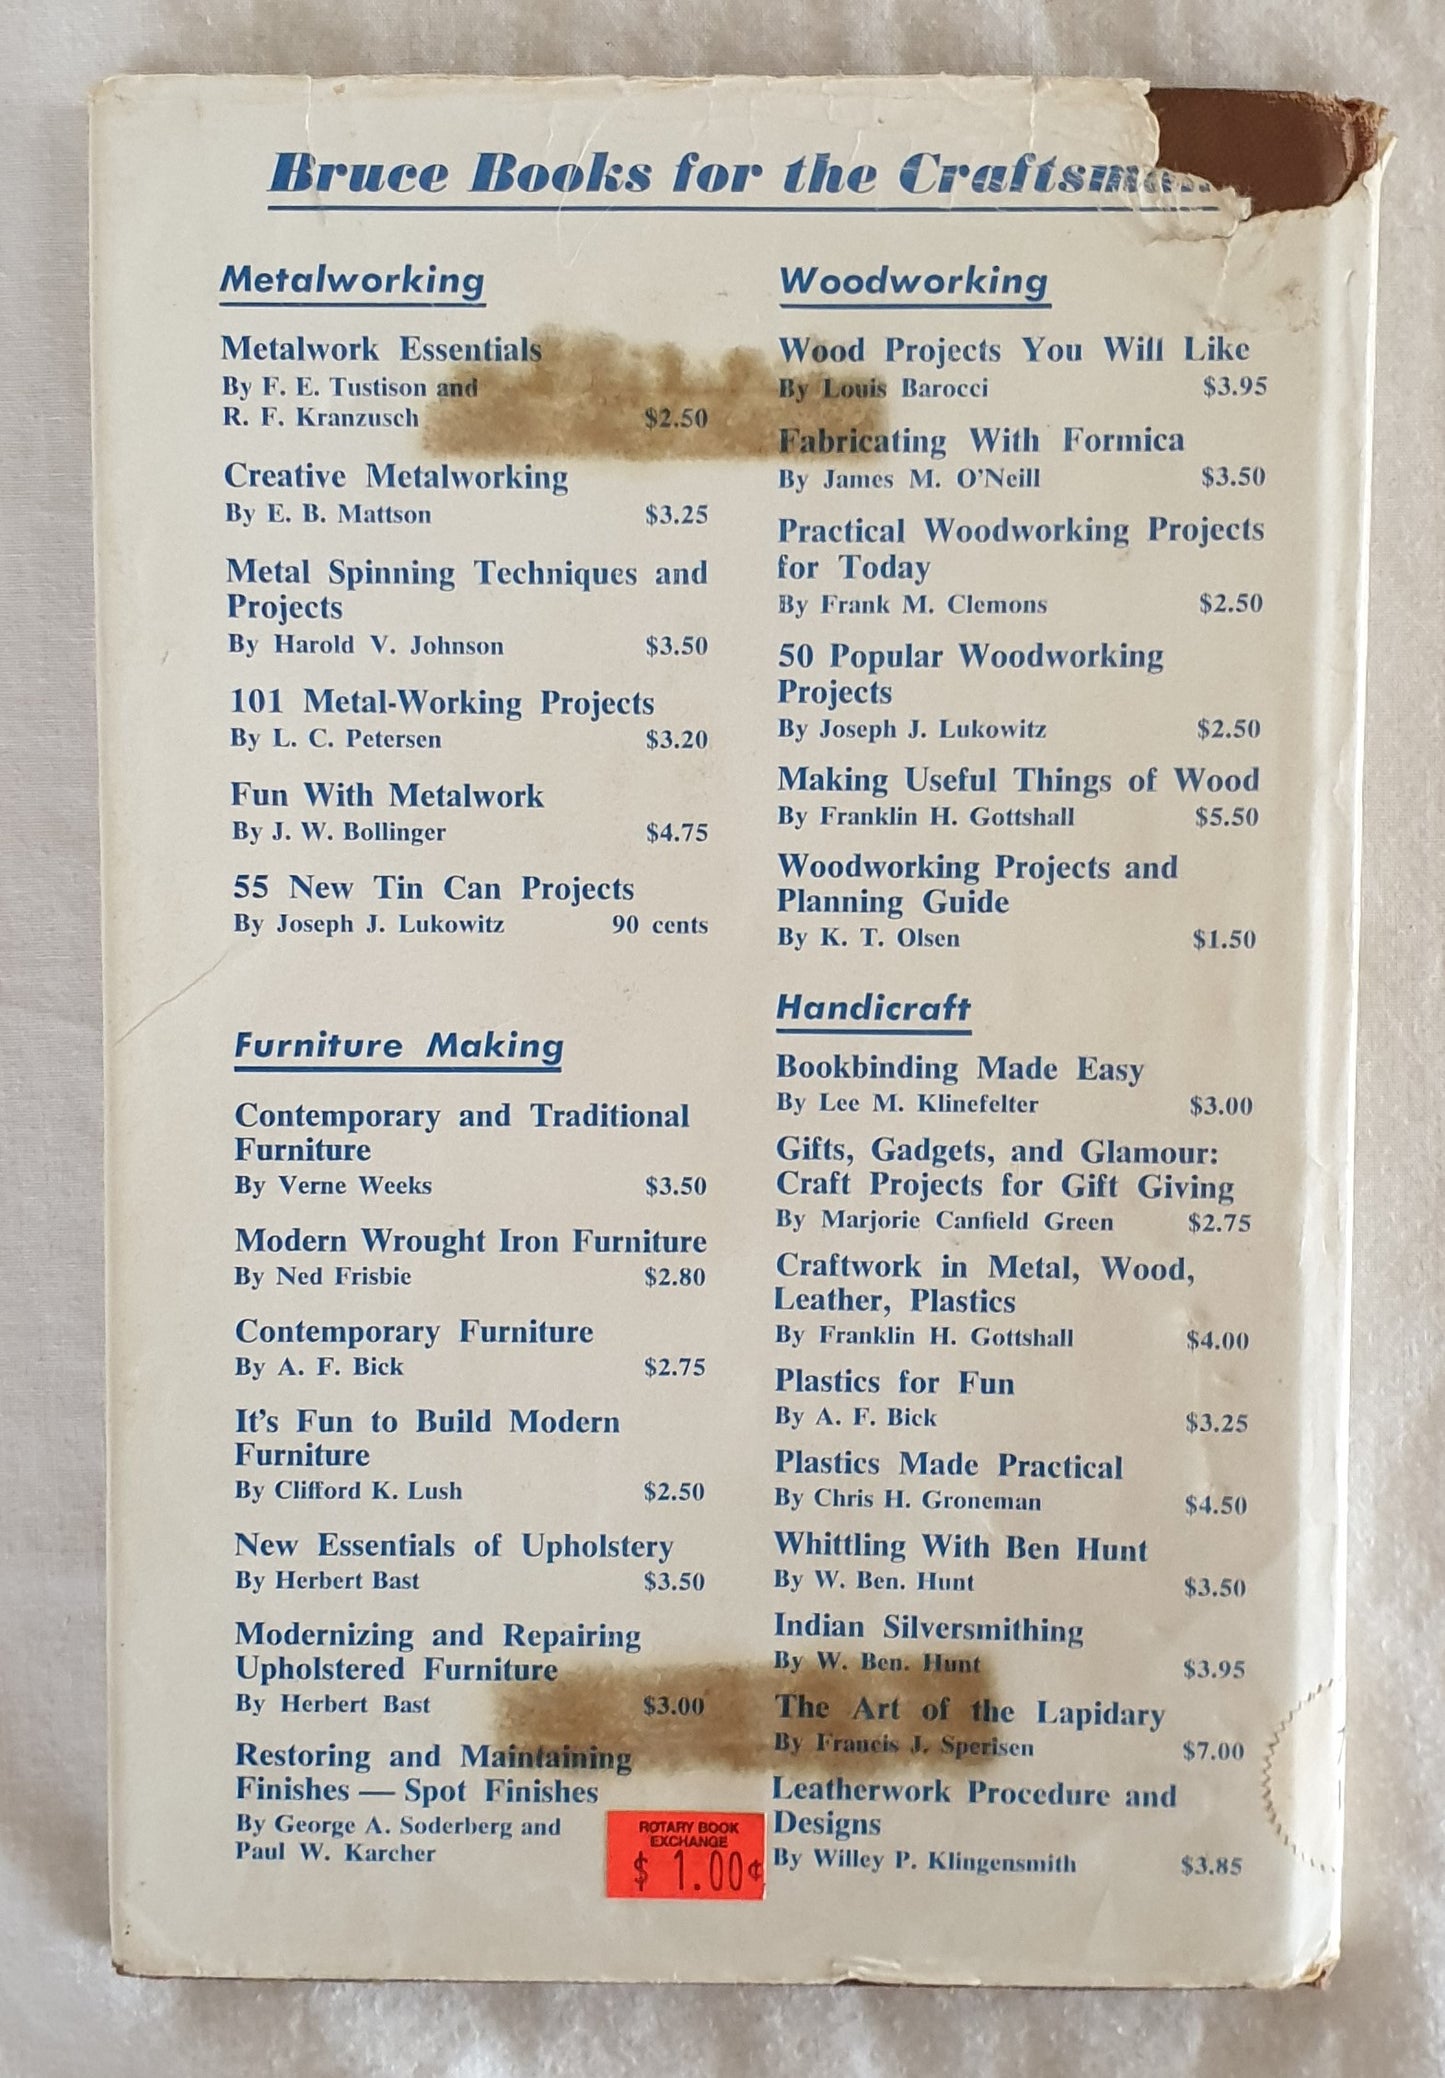 Bruce Books for the Craftsman
Metalworking
Metalwork Essentials
By F. E. Tustison and
R. F. Kranzusch $2.50
Creative Metalworking
By E. B. Mattson $3.25
Metal Spinning Techniques and
Projects
By Harold V. Johnson $3.50
101 Metal-Working Projects
By L. C. Petersen $3.20
Fun With Metalwork
By J. W. Bollinger $4.75
55 New Tin Can Projects
By Joseph J. Lukowitz 90 cents
Furniture Making
Contemporary and Traditional
Furniture
By Verne Weeks $3.50
Modern Wrought Iron Furniture
By Ned Frisbie $2.80
Contemporary Furniture
By A. F. Bick $2.75
It's Fun to Build Modern
Furniture
By Clifford K. Lush $2.50
New Essentials of Upholstery
By Herbert Bast $3.50
Modernizing and Repairing
Upholstered Furniture
By Herbert Bast $3.00
Restoring and Maintaining
Finishes — Spot Finishes
By George A. Soderberg and
Paul W. Karcher
ROTARY BOOK
EXCHANGE
$ 1.00¢
Woodworking
Wood Projects You Will Like
By Louis Barocci $3.95
Fabricating With Formica
By James M. O'Neill $3.50
Practical Woodworking Projects
for Today
By Frank M. Clemons $2.50
50 Popular Woodworking
Projects
By Joseph J. Lukowitz $2.50
Making Useful Things of Wood
By Franklin H. Gottshall $5.50
Woodworking Projects and
Planning Guide
By K. T. Olsen $1.50
Handicraft
Bookbinding Made Easy
By Lee M. Klinefelter $3.00
Gifts, Gadgets, and Glamour:
Craft Projects for Gift Giving
By Marjorie Canfield Green $2.75
Craftwork in Metal, Wood,
Leather, Plastics
By Franklin H. Gottshall $4.00
Plastics for Fun
By A. F. Bick $3.25
Plastics Made Practical
By Chris H. Groneman $4.50
Whittling With Ben Hunt
By W. Ben. Hunt $3.50
Indian Silversmithing
By W. Ben. Hunt $3.95
The Art of the Lapidary
By Francis J. Sperisen $7.00
Leatherwork Procedure and
Designs
By Willey P. Klingensmith $3.85